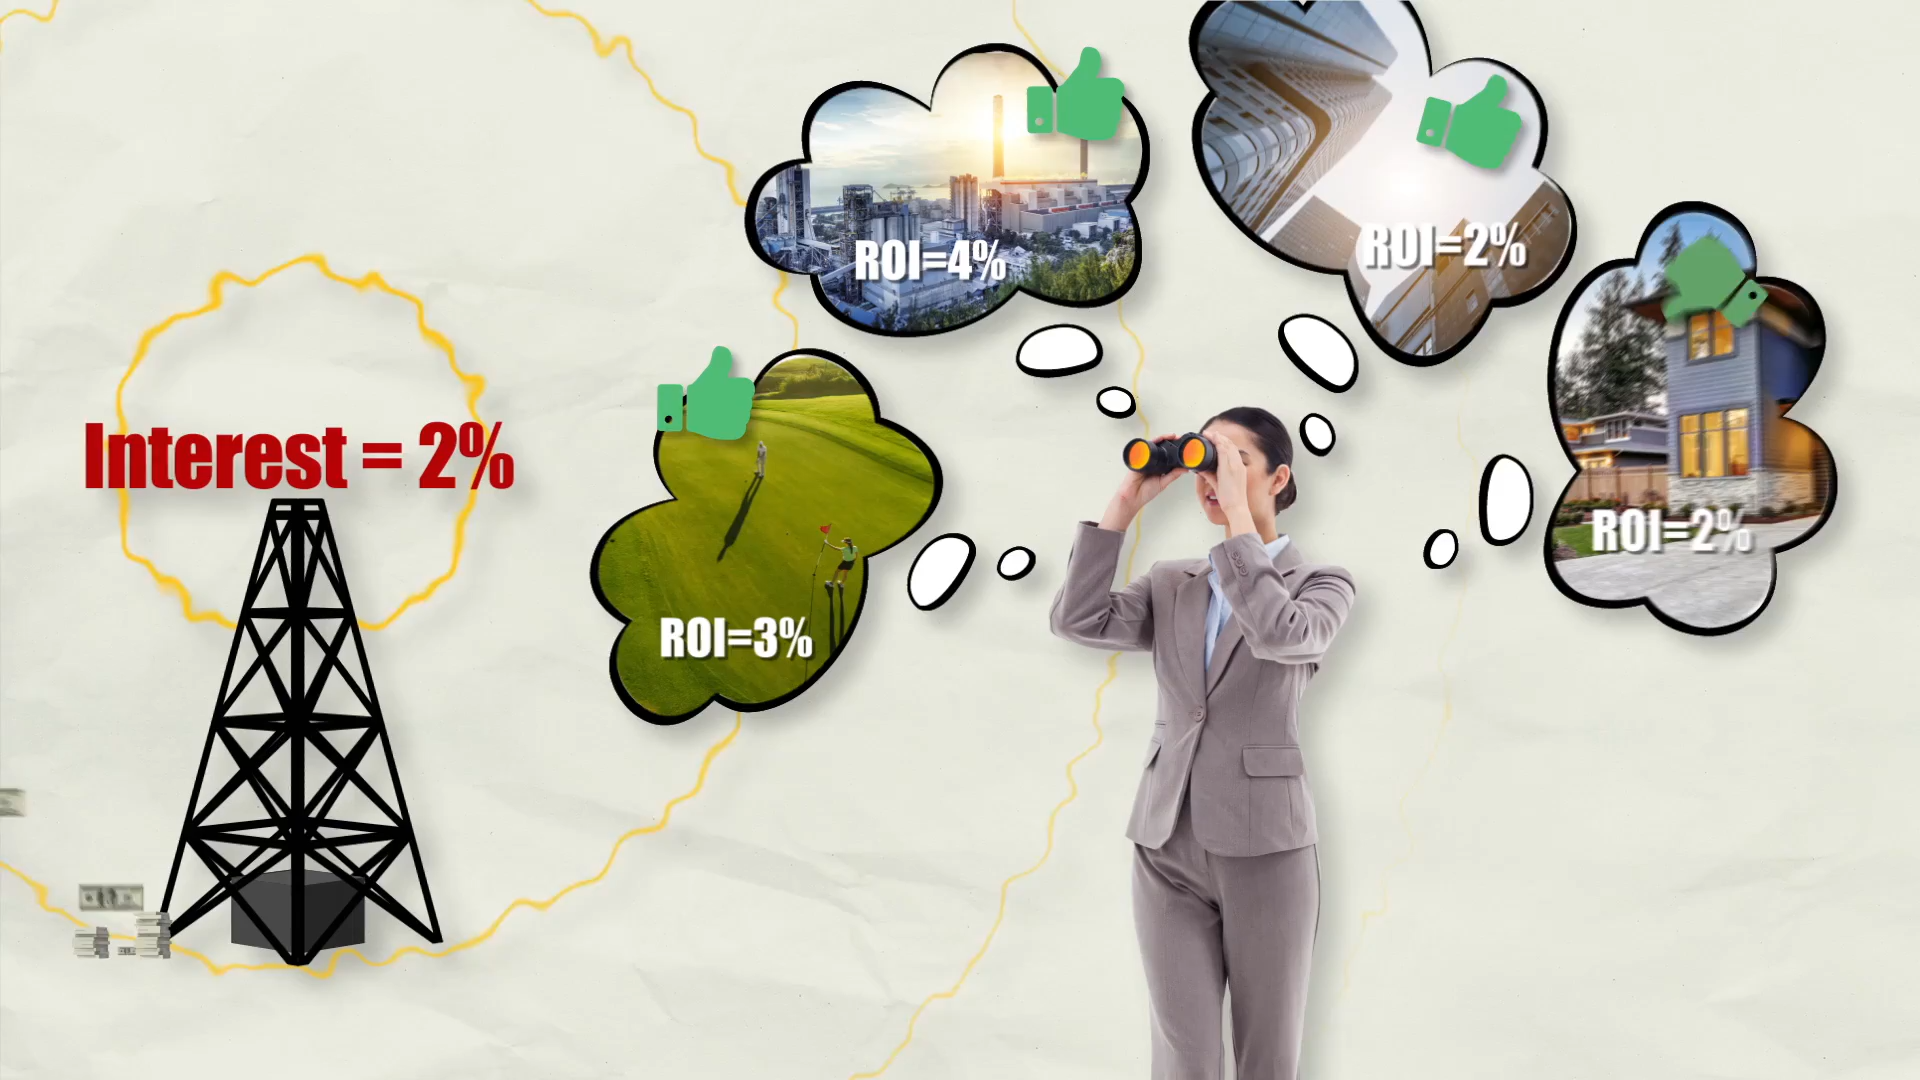 ROI=4%
ROI=2%
Interest = 2%
ROI=3%
ROI=2%